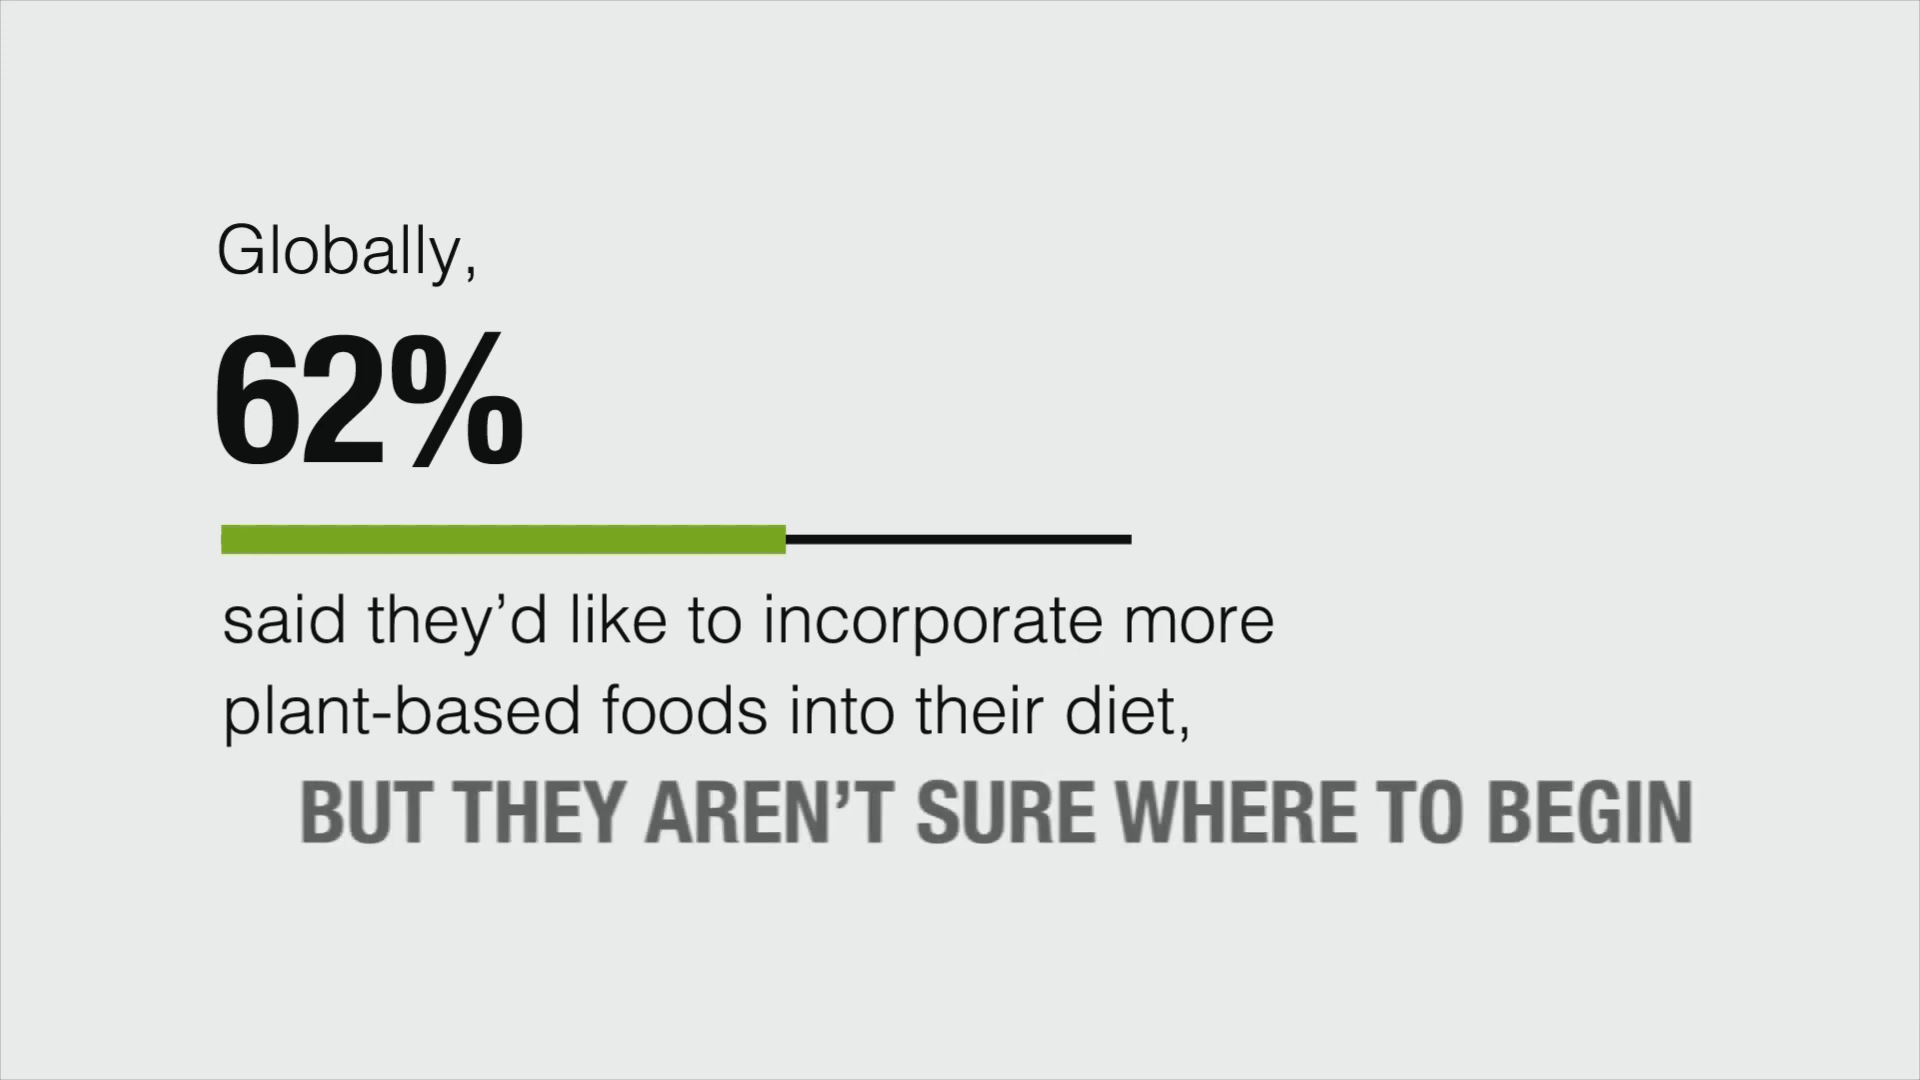 Globally,
62%
said they’d like to incorporate more
plant-based foods into their diet,
BUT THEY AREN’T SURE WHERE TO BEGIN